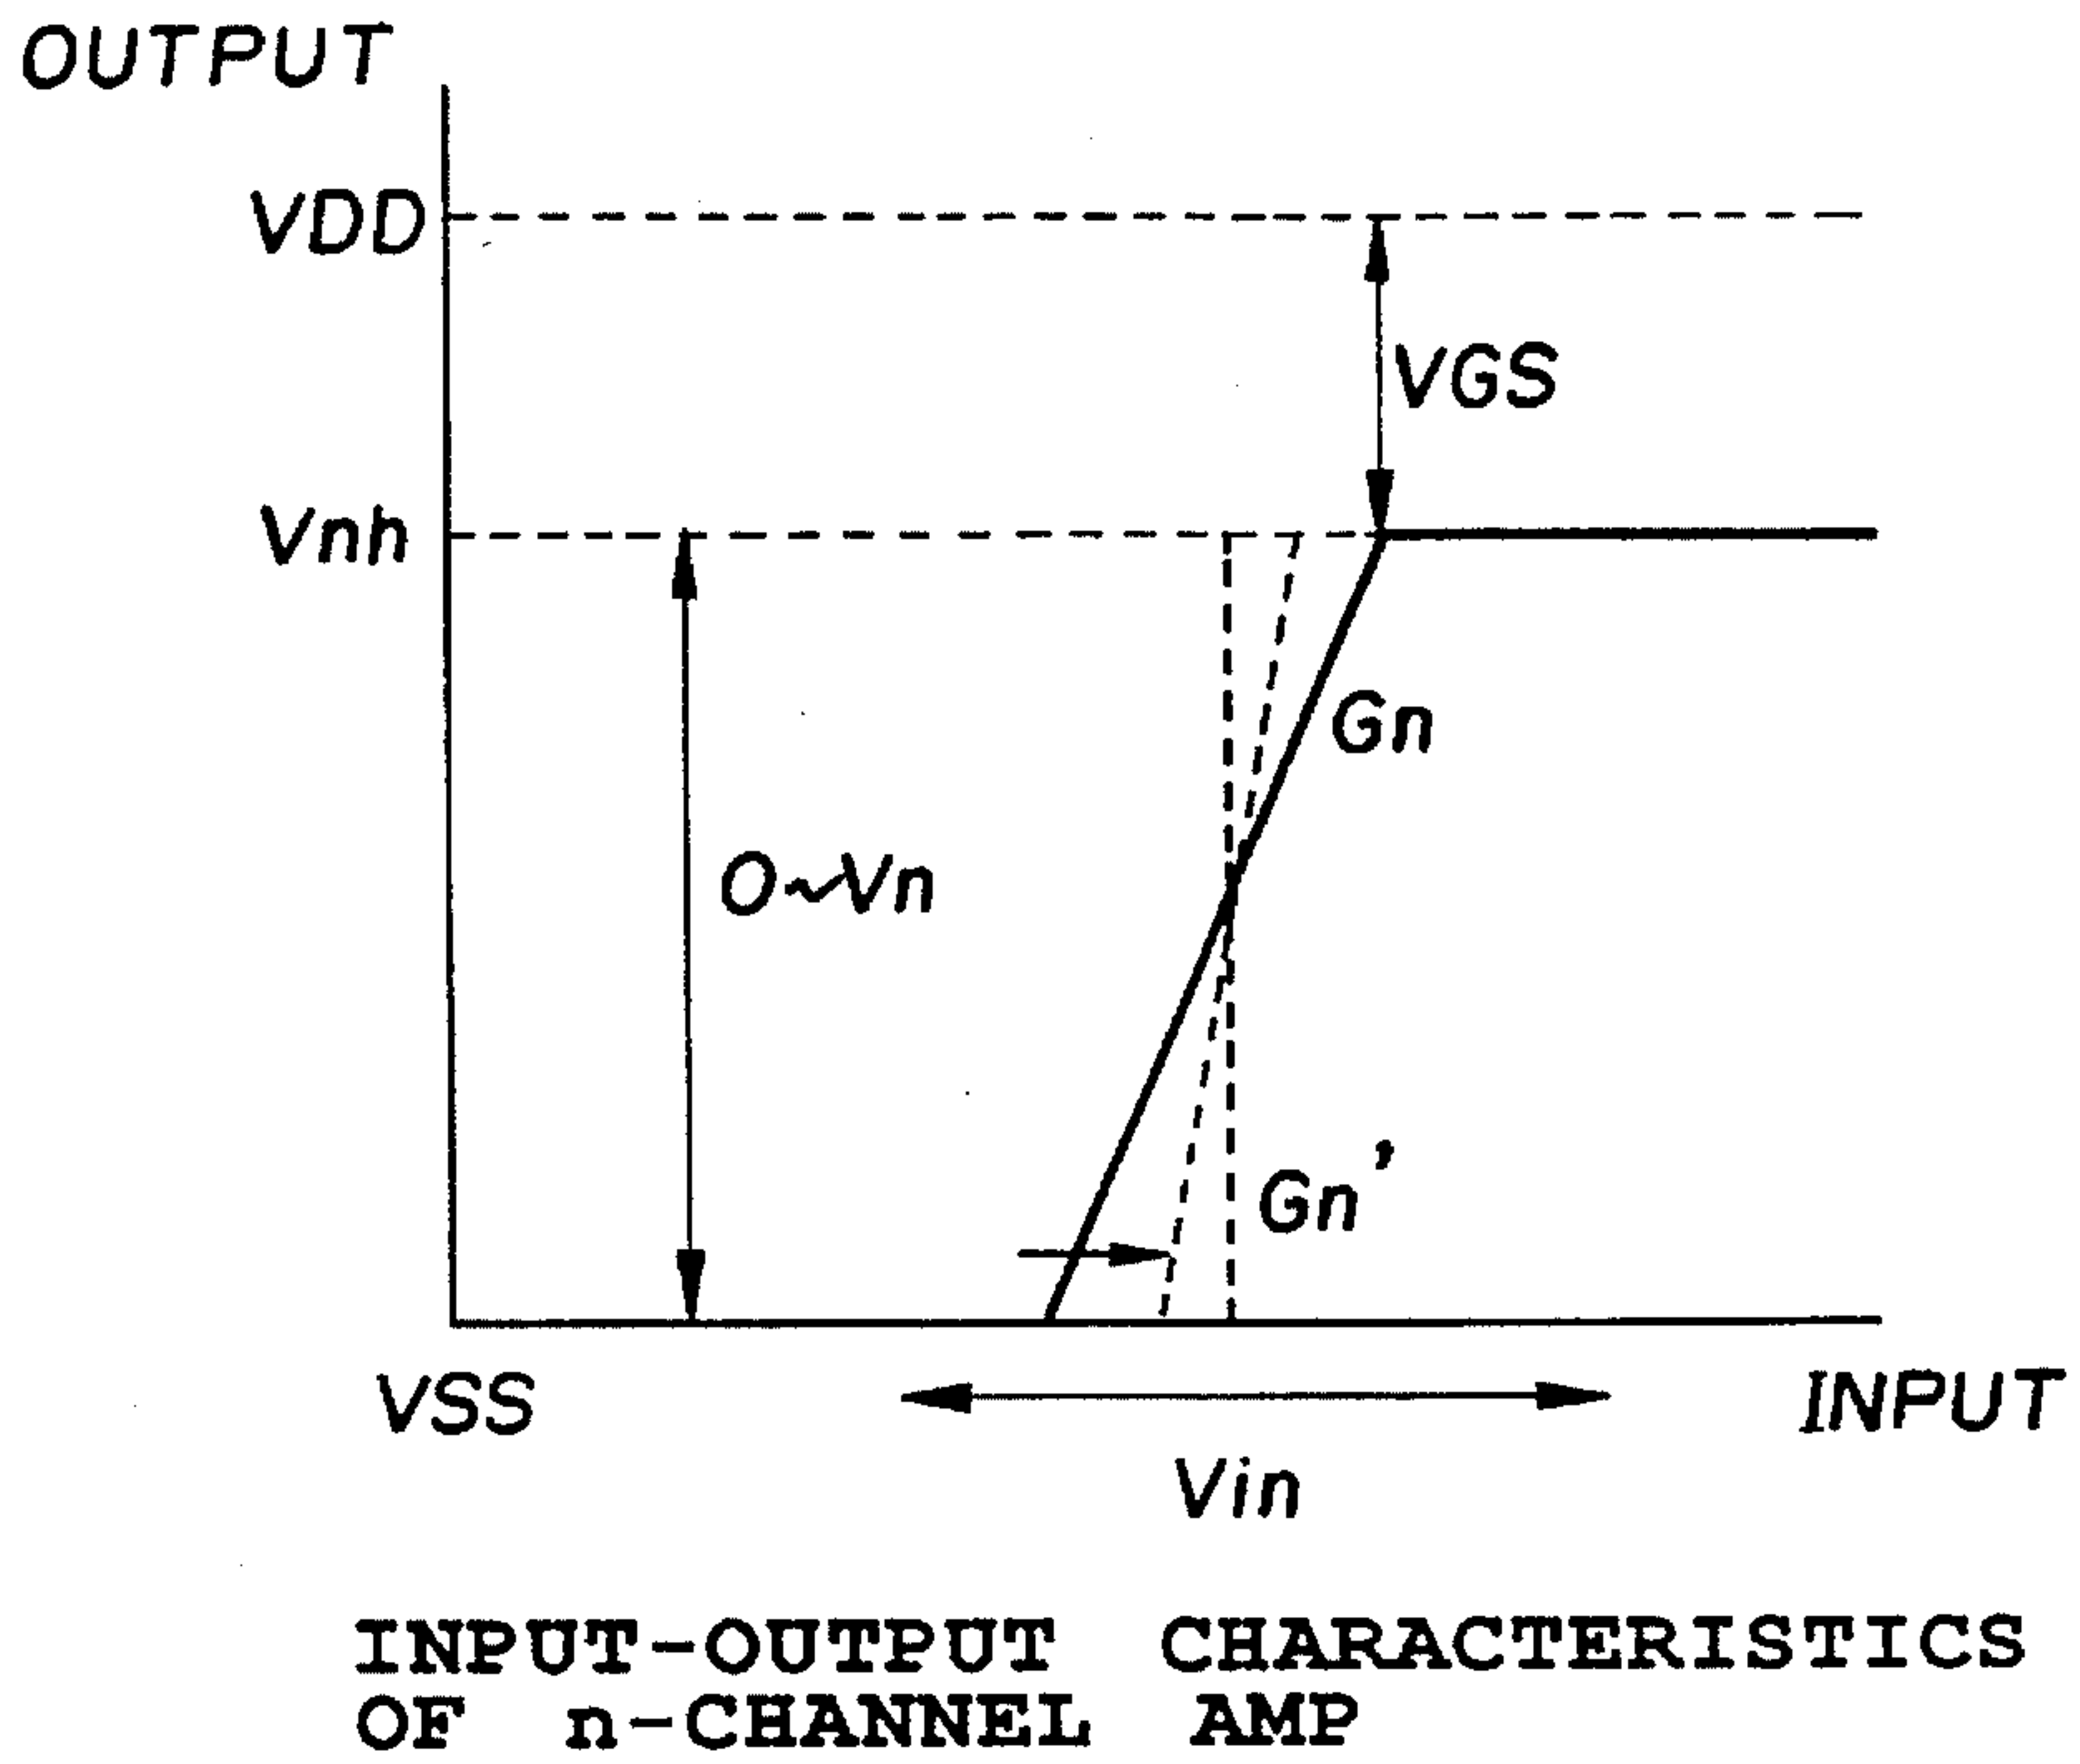 OUTPUT
VDD
VGS
Vnh
Gn
O~Vn
Gn'
VSS
INPUT
Vin
INPUT-OUTPUT CHARACTERISTICS
OF n-CHANNEL AMP